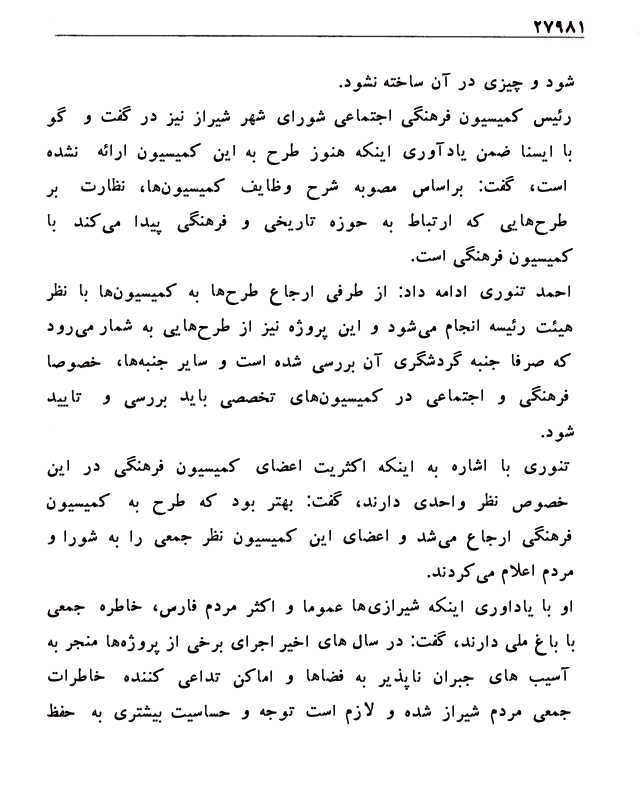 ۲۷۹۸۱
شود و چیزی در آن ساخته نشود.
رئیس کمیسیون فرهنگی اجتماعی شورای شهر شیراز نیز در گفت و گو
با ایسنا ضمن یادآوری اینکه هنوز طرح به این کمیسیون ارائه نشده
است، گفت: براساس مصوبه شرح وظایف کمیسیون‌ها، نظارت بر
طرح‌هایی که ارتباط به حوزه تاریخی و فرهنگی پیدا می‌کند با
کمیسیون فرهنگی است.
احمد تنوری ادامه داد: از طرفی ارجاع طرح‌ها به کمیسیون‌ها با نظر
هیئت رئیسه انجام می‌شود و این پروژه نیز از طرح‌هایی به شمار می‌رود
که صرفا جنبه گردشگری آن بررسی شده است و سایر جنبه‌ها، خصوصا
فرهنگی و اجتماعی در کمیسیون‌های تخصصی باید بررسی و تایید
شود.
تنوری با اشاره به اینکه اکثریت اعضای کمیسیون فرهنگی در این
خصوص نظر واحدی دارند، گفت: بهتر بود که طرح به کمیسیون
فرهنگی ارجاع می‌شد و اعضای این کمیسیون نظر جمعی را به شورا و
مردم اعلام می‌کردند.
او با یاداوری اینکه شیرازی‌ها عموما و اکثر مردم فارس، خاطره جمعی
با باغ ملی دارند، گفت: در سال های اخیر اجرای برخی از پروژه‌ها منجر به
آسیب های جبران ناپذیر به فضاها و اماکن تداعی کننده خاطرات
جمعی مردم شیراز شده و لازم است توجه و حساسیت بیشتری به حفظ